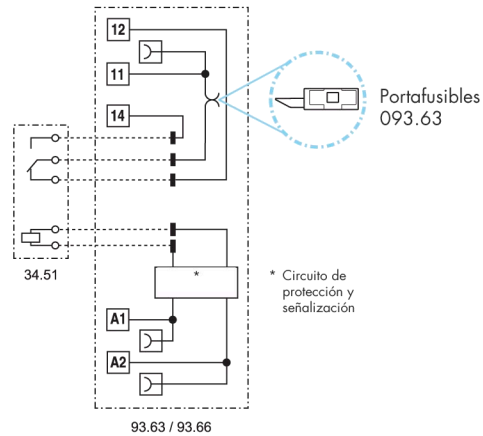 12
11
14
Portafusibles
093.63
34.51
*
* Circuito de
protección y
señalización
A1
A2
93.63 / 93.66